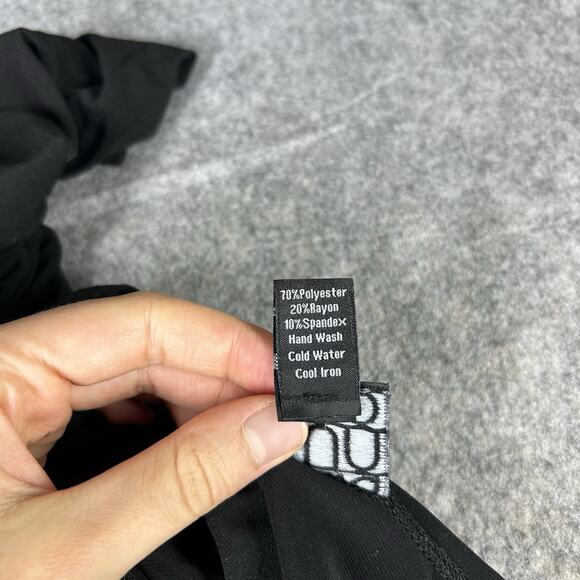 70%Polyester
20%Rayon
10%Spandex
Hand Wash
Cold Water
Cool Iron